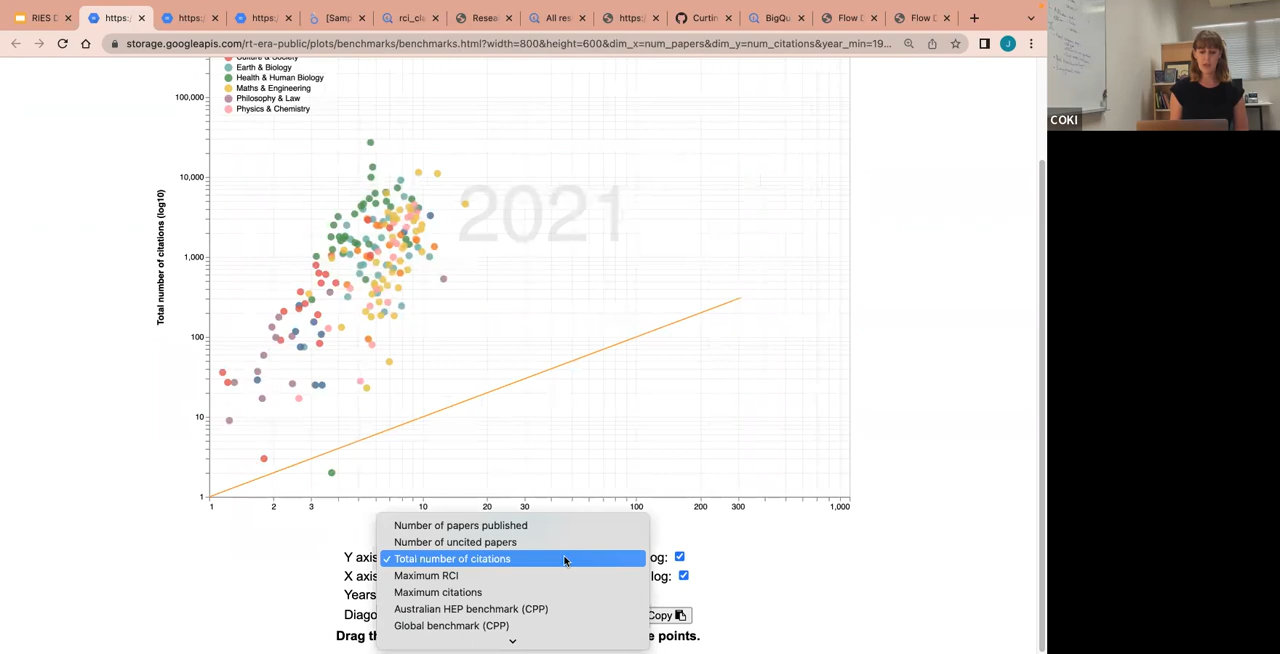 RIES D
https:/
https:/
https:/
[Samp
rci_cla
Resea
All res
https:/
Curtin
BigQu
Flow D
Flow D
storage.googleapis.com/rt-era-public/plots/benchmarks/benchmarks.html?width=800&height=600&dim_x=num_papers&dim_y=num_citations&year_min=19...
J
Earth & Biology
Health & Human Biology
Maths & Engineering
Philosophy & Law
Physics & Chemistry
100,000
10,000
1,000
100
10
1
Total number of citations (log10)
2021
1 2 3 10 20 30 100 200 300 1,000
Number of papers published
Number of uncited papers
Y axis
✓ Total number of citations
og:
X axis
Maximum RCI
log:
Years
Maximum citations
Diago
Australian HEP benchmark (CPP)
Copy
Global benchmark (CPP)
Drag th
e points.
COKI